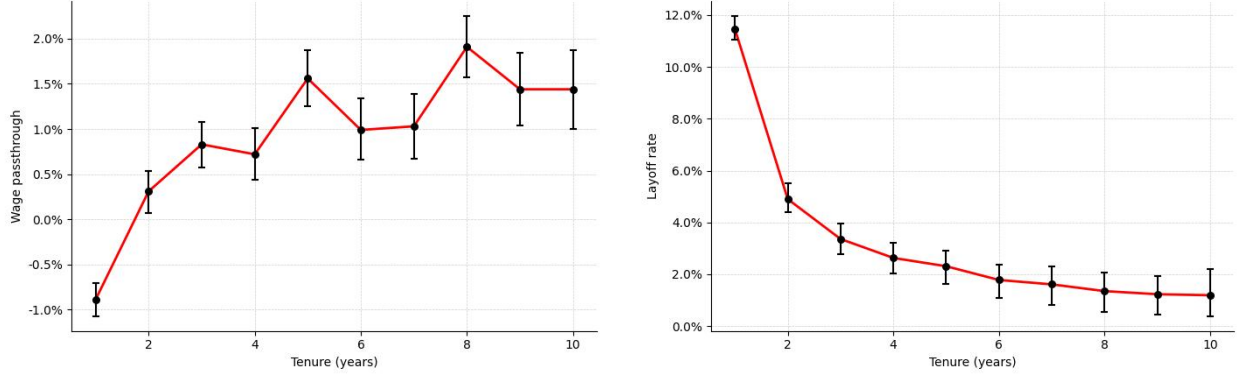 Wage passthrough
2.0%
1.5%
1.0%
0.5%
0.0%
-0.5%
-1.0%
2 4 6 8 10
Tenure (years)
Layoff rate
12.0%
10.0%
8.0%
6.0%
4.0%
2.0%
0.0%
2 4 6 8 10
Tenure (years)